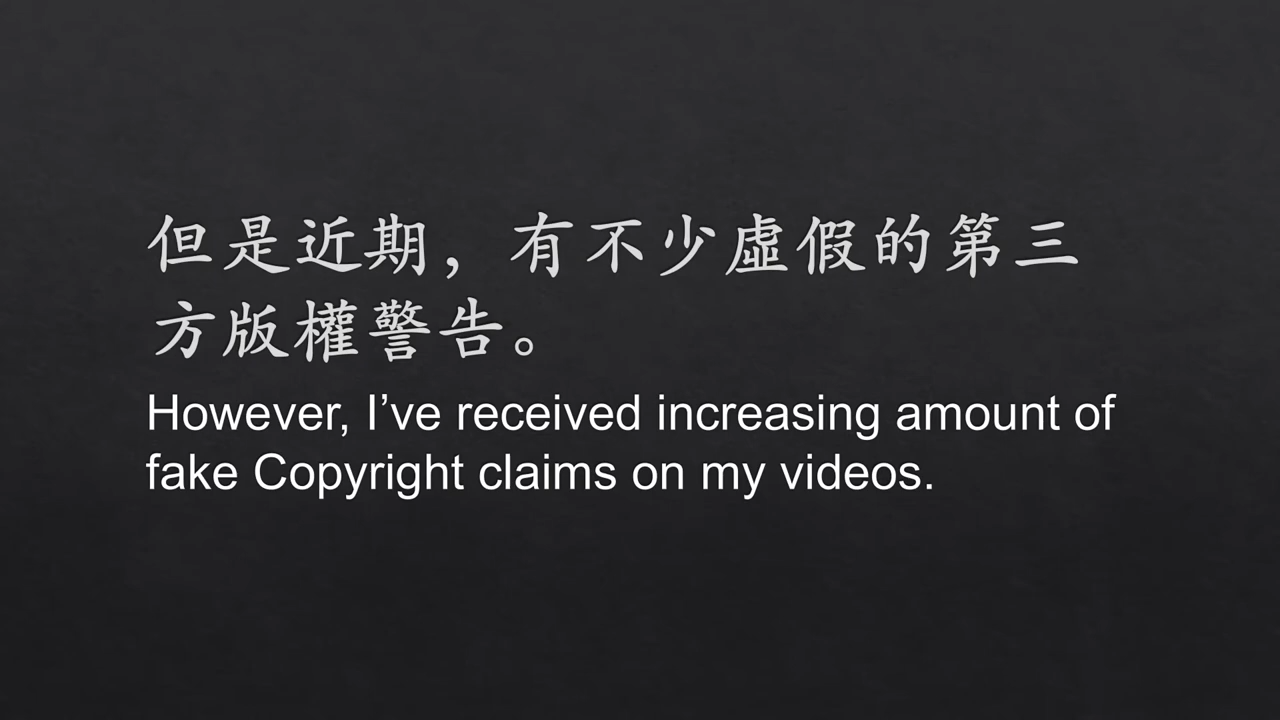 但是近期，有不少虛假的第三
方版權警告。
However, I’ve received increasing amount of
fake Copyright claims on my videos.